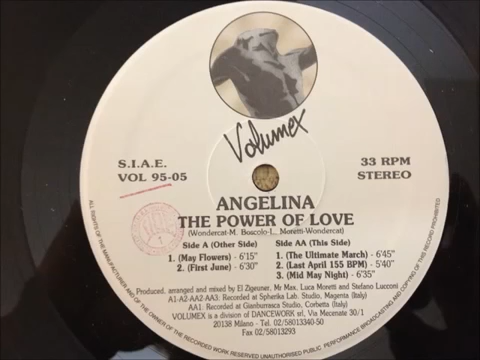 Volumex
S.I.A.E.
VOL 95-05
33 RPM
STEREO
ANGELINA
THE POWER OF LOVE
(Wondercat-M. Boscolo-L. Moretti-Wondercat)
Side A (Other Side)
1. (May Flowers) - 6'15"
2. (First June) - 6'30"
Side AA (This Side)
1. (The Ultimate March) - 6'45"
2. (Last April 155 BPM) - 5'40"
3. (Mid May Night) - 6'35"
Produced, arranged and mixed by El Zigeuner, Mr Max, Luca Moretti and Stefano Lucconi
A1-A2-AA2-AA3: Recorded at Spherika Lab. Studio, Magenta (Italy)
AA1: Recorded at Gianburrasca Studio, Corbetta (Italy)
VOLUMEX is a division of DANCEWORK srl, Via Mecenate 30/1
20138 Milano - Tel. 02/58013340-50
Fax 02/58013293
ALL RIGHTS OF THE MANUFACTURER AND OF THE OWNER OF THE RECORDED WORK RESERVED UNAUTHORISED PUBLIC PERFORMANCE BROADCASTING AND COPYING OF THIS RECORD PROHIBITED